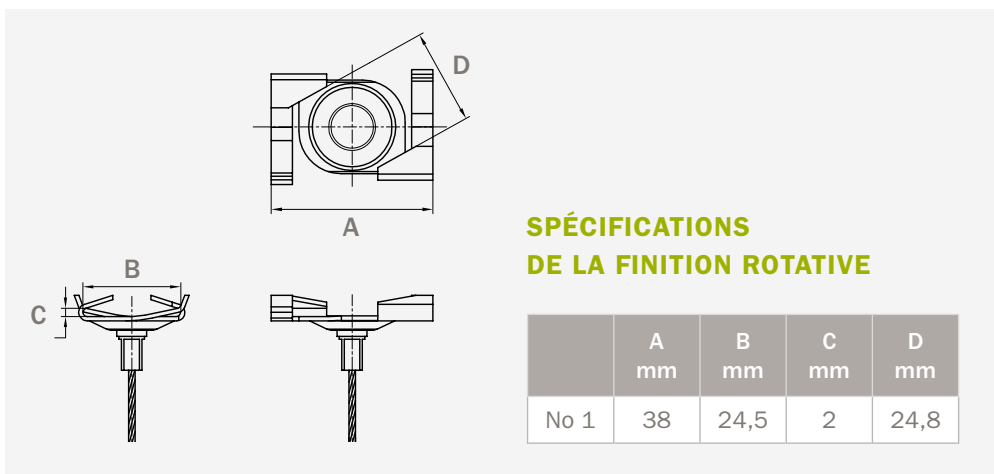 D
A
B
C
SPÉCIFICATIONS
DE LA FINITION ROTATIVE
A B C D
mm mm mm mm
No 1 38 24,5 2 24,8